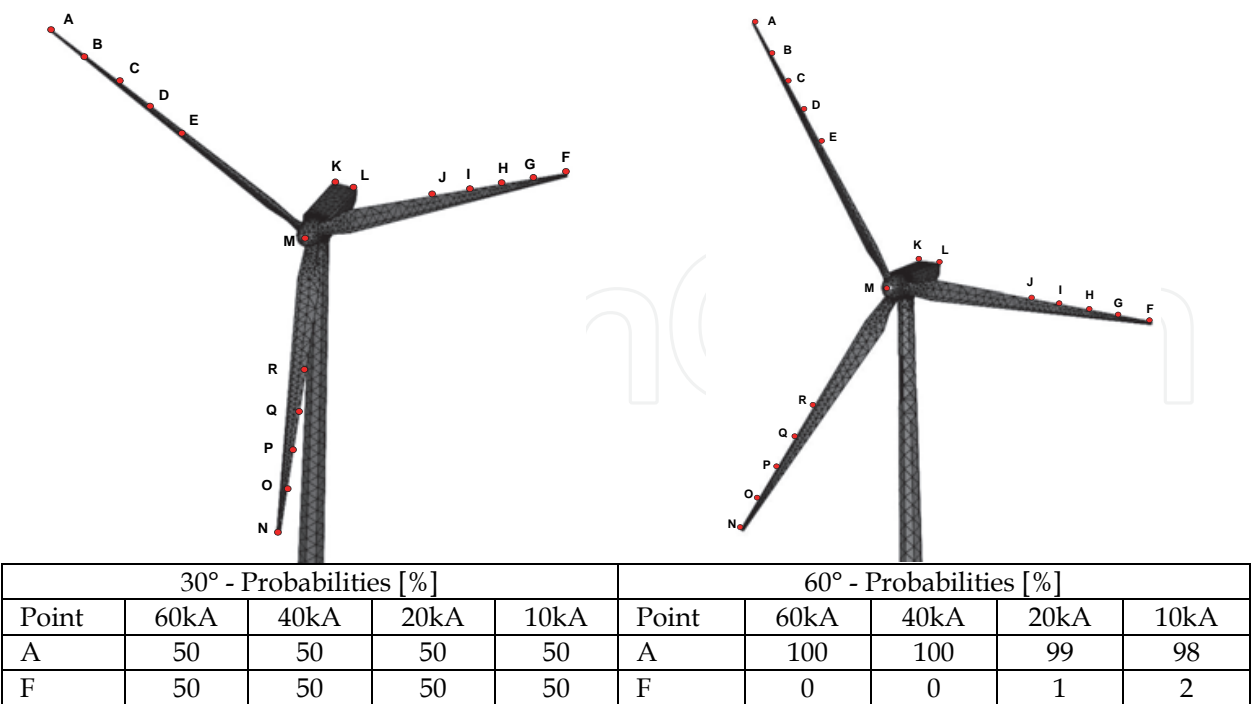 A
B
C
D
E
K
L
J
I
H
G
F
M
R
Q
P
O
N
A
B
C
D
E
K
L
M
J
I
H
G
F
R
Q
P
O
N
30° - Probabilities [%] 60° - Probabilities [%]
Point 60kA 40kA 20kA 10kA Point 60kA 40kA 20kA 10kA
A 50 50 50 50 A 100 100 99 98
F 50 50 50 50 F 0 0 1 2